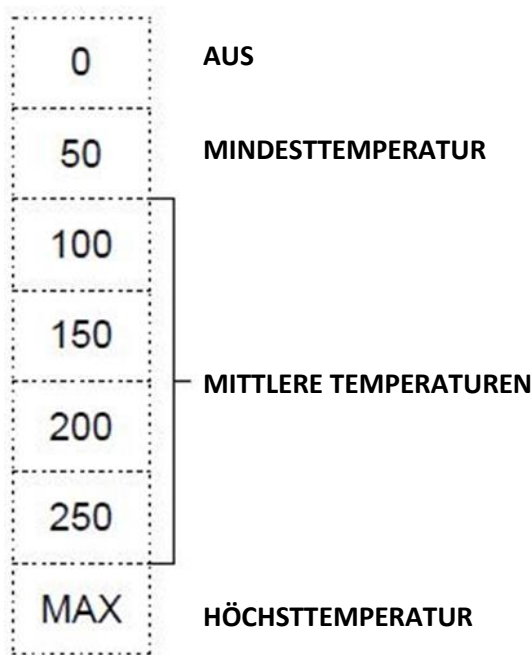 0 AUS
50 MINDESTTEMPERATUR
100
150
MITTLERE TEMPERATUREN
200
250
MAX HÖCHSTTEMPERATUR